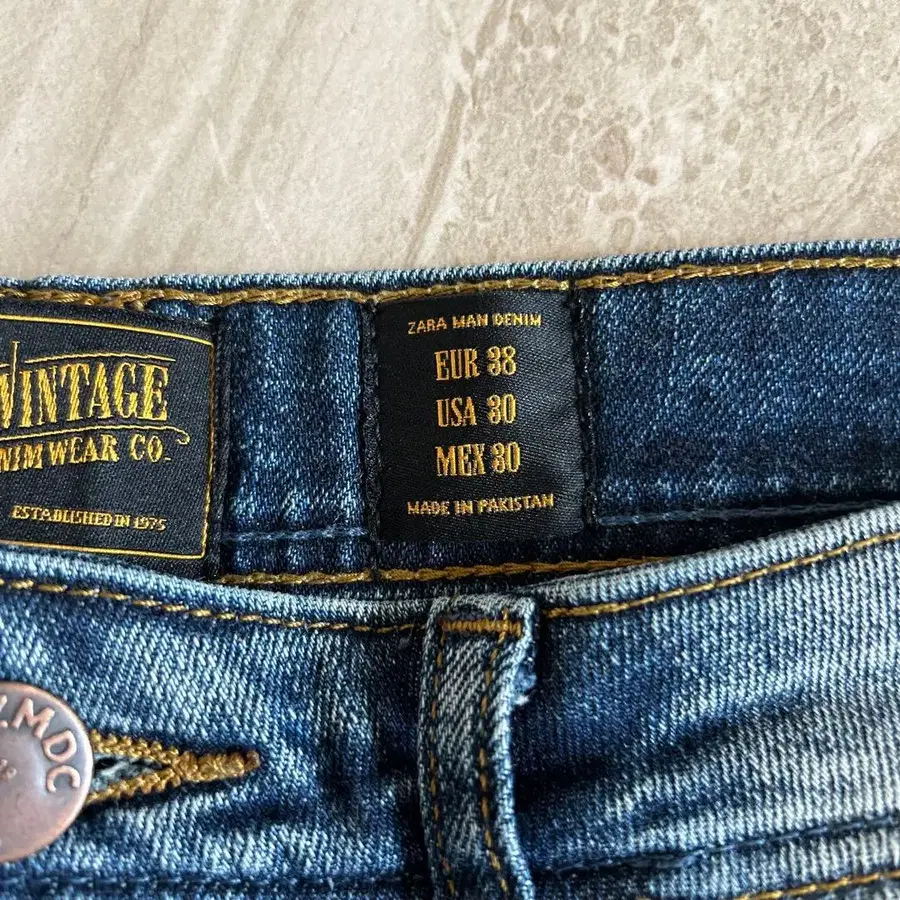 VINTAGE
NIM WEAR CO.
ESTABLISHED IN 1975
ZARA MAN DENIM
EUR 38
USA 30
MEX 30
MADE IN PAKISTAN
.MDC